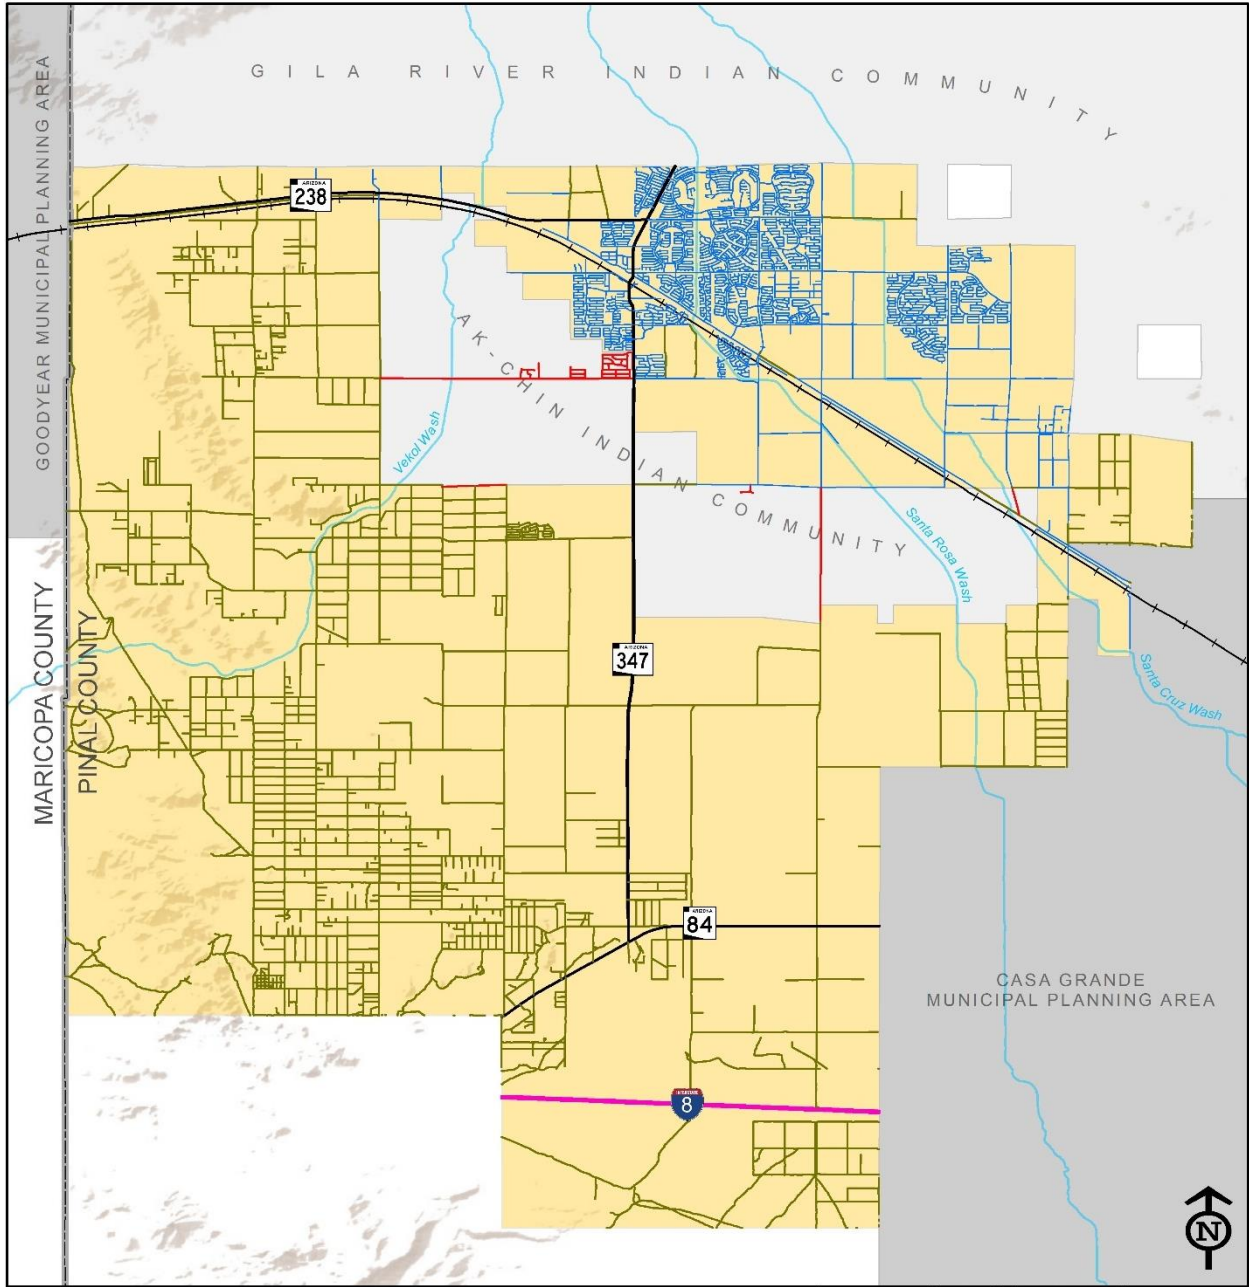 GILA RIVER INDIAN COMMUNITY
GOODYEAR MUNICIPAL PLANNING AREA
ARIZONA
238
AK-CHIN INDIAN COMMUNITY
Vekol Wash
Santa Rosa Wash
MARICOPA COUNTY
PINAL COUNTY
ARIZONA
347
Santa Cruz Wash
ARIZONA
84
CASA GRANDE
MUNICIPAL PLANNING AREA
INTERSTATE
8
N